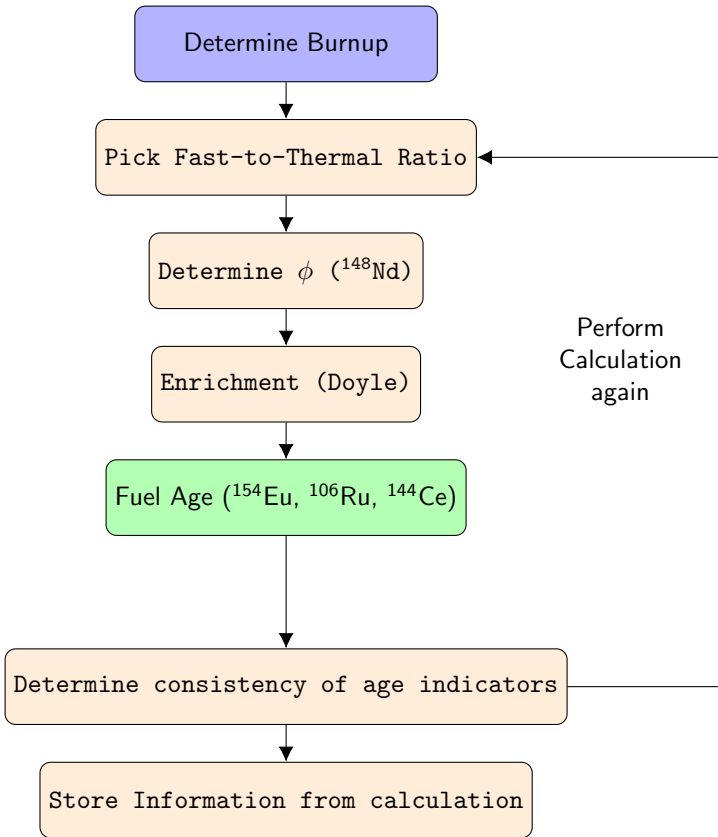 Determine Burnup
Pick Fast-to-Thermal Ratio
Determine ϕ (¹⁴⁸Nd)
Enrichment (Doyle)
Fuel Age (¹⁵⁴Eu, ¹⁰⁶Ru, ¹⁴⁴Ce)
Perform
Calculation
again
Determine consistency of age indicators
Store Information from calculation